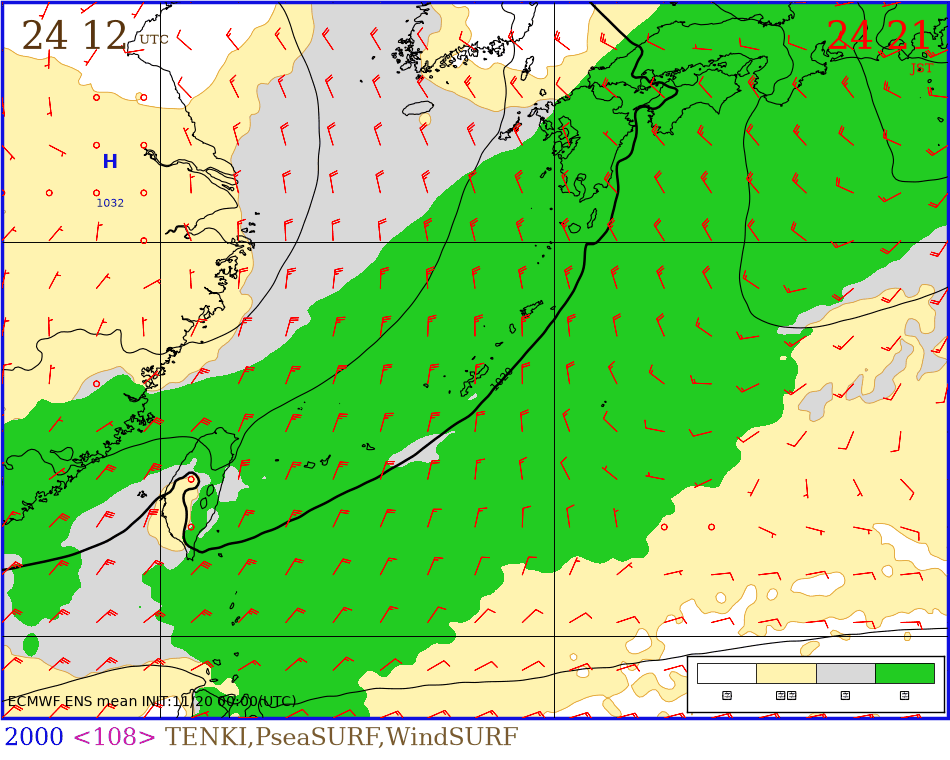 24 12 UTC
24 21 JST
H
1032
1020
ECMWF ENS mean INIT:11/20 00:00(UTC)
2000 <108> TENKI,PseaSURF,WindSURF